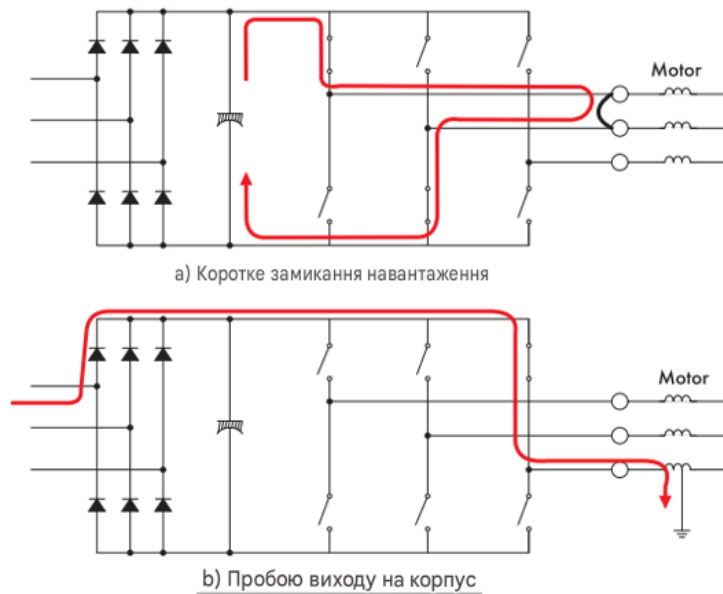 Motor
а) Коротке замикання навантаження
Motor
b) Пробою виходу на корпус